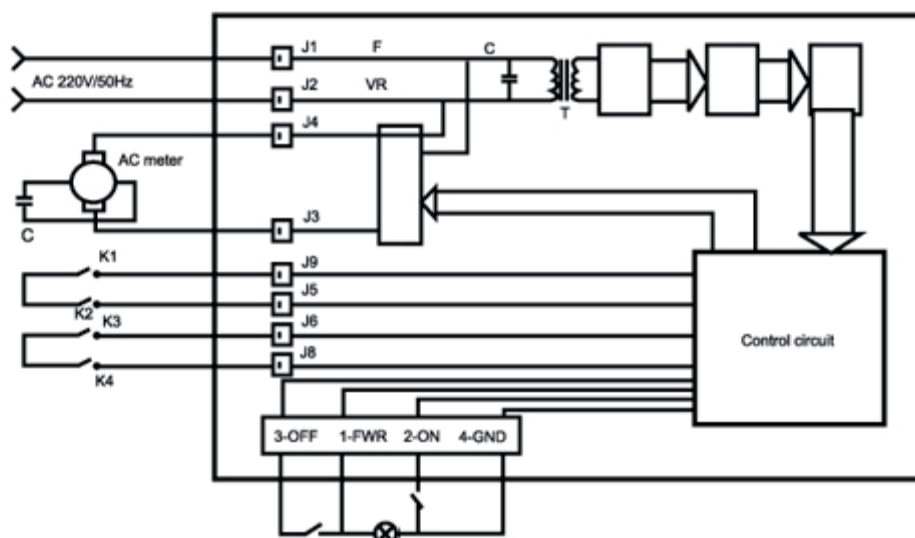 J1 F C
AC 220V/50Hz
J2 VR
T
J4
AC meter
J3
C
K1 J9
J5
K2 K3 J6
Control circuit
K4 J8
3-OFF 1-FWR 2-ON 4-GND